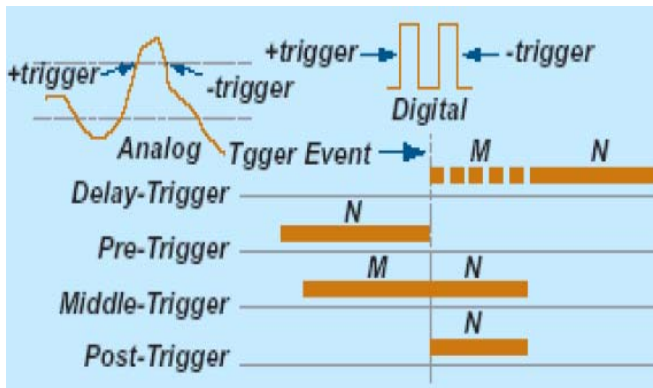 +trigger
-trigger
Analog
+trigger
-trigger
Digital
Tgger Event
M N
Delay-Trigger
N
Pre-Trigger
M N
Middle-Trigger
N
Post-Trigger